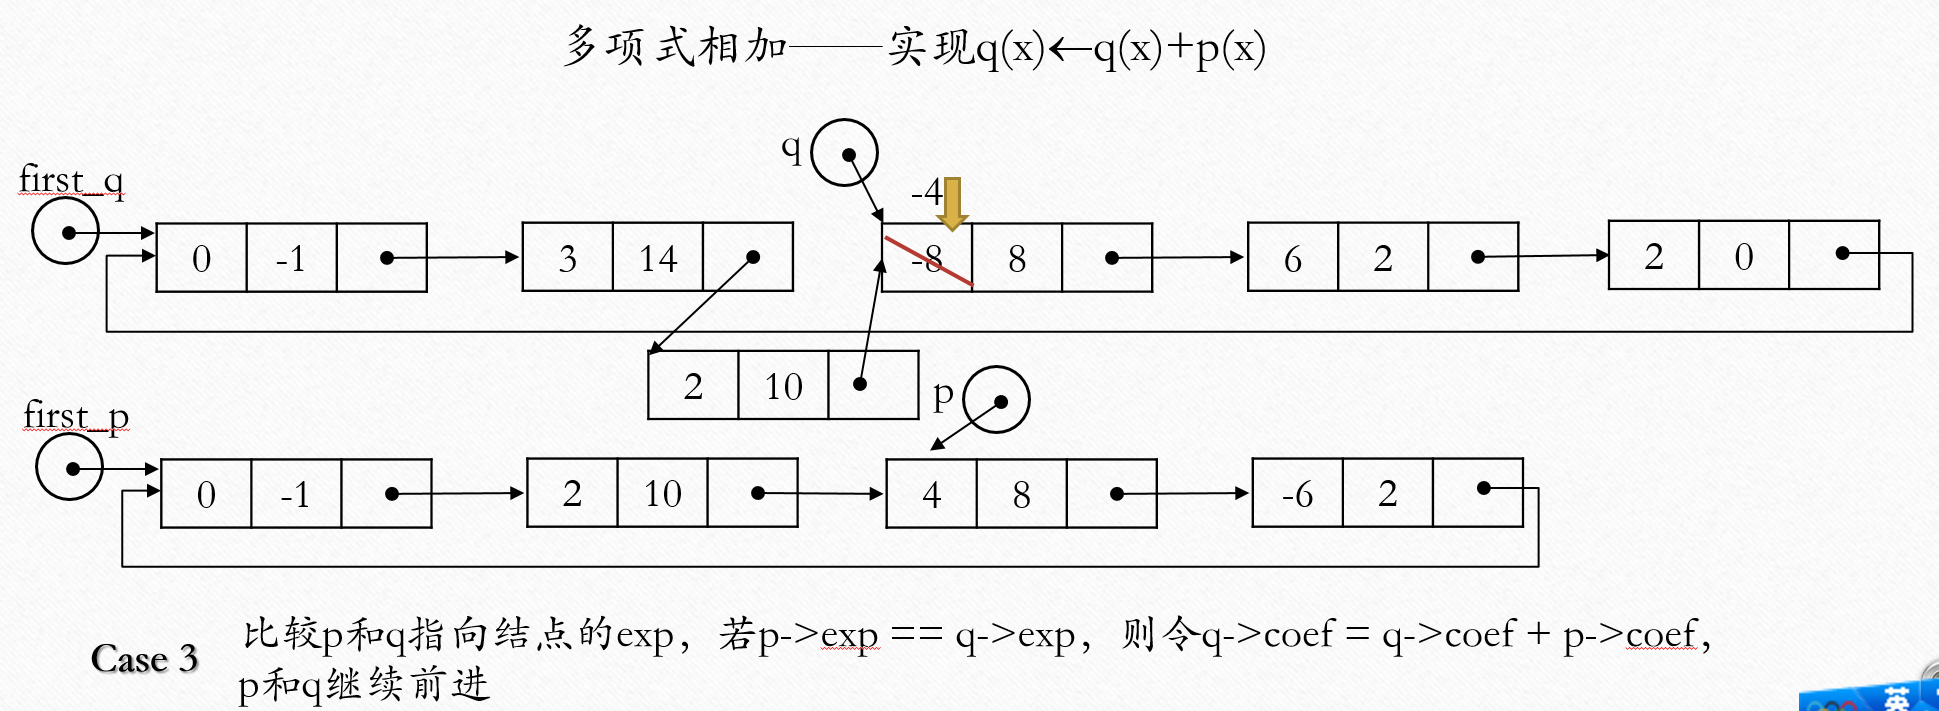 多项式相加——实现q(x)←q(x)+p(x)
q
first_q
-4
0 -1
3 14
-8 8
6 2
2 0
2 10
p
first_p
0 -1
2 10
4 8
-6 2
Case 3
比较p和q指向结点的exp，若p->exp == q->exp，则令q->coef = q->coef + p->coef，
p和q继续前进
英